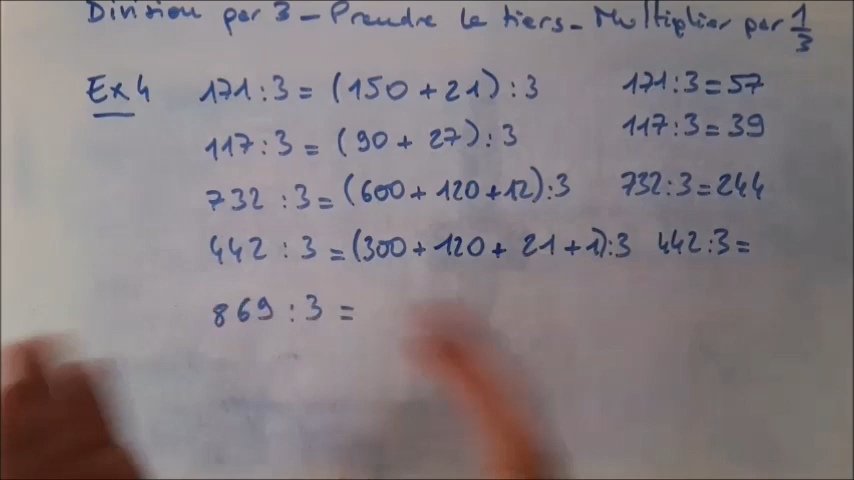 Division par 3 - Prendre le tiers - Multiplier par 1/3
Ex 4 171 : 3 = (150 + 21) : 3 171 : 3 = 57
117 : 3 = (90 + 27) : 3 117 : 3 = 39
732 : 3 = (600 + 120 + 12) : 3 732 : 3 = 244
442 : 3 = (300 + 120 + 21 + 1) : 3 442 : 3 =
869 : 3 =